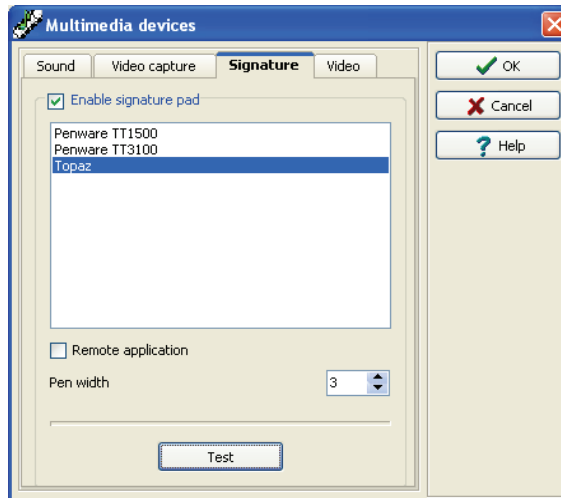 Multimedia devices
Sound Video capture Signature Video
Enable signature pad
Penware TT1500
Penware TT3100
Topaz
Remote application
Pen width 3
Test
OK
Cancel
? Help